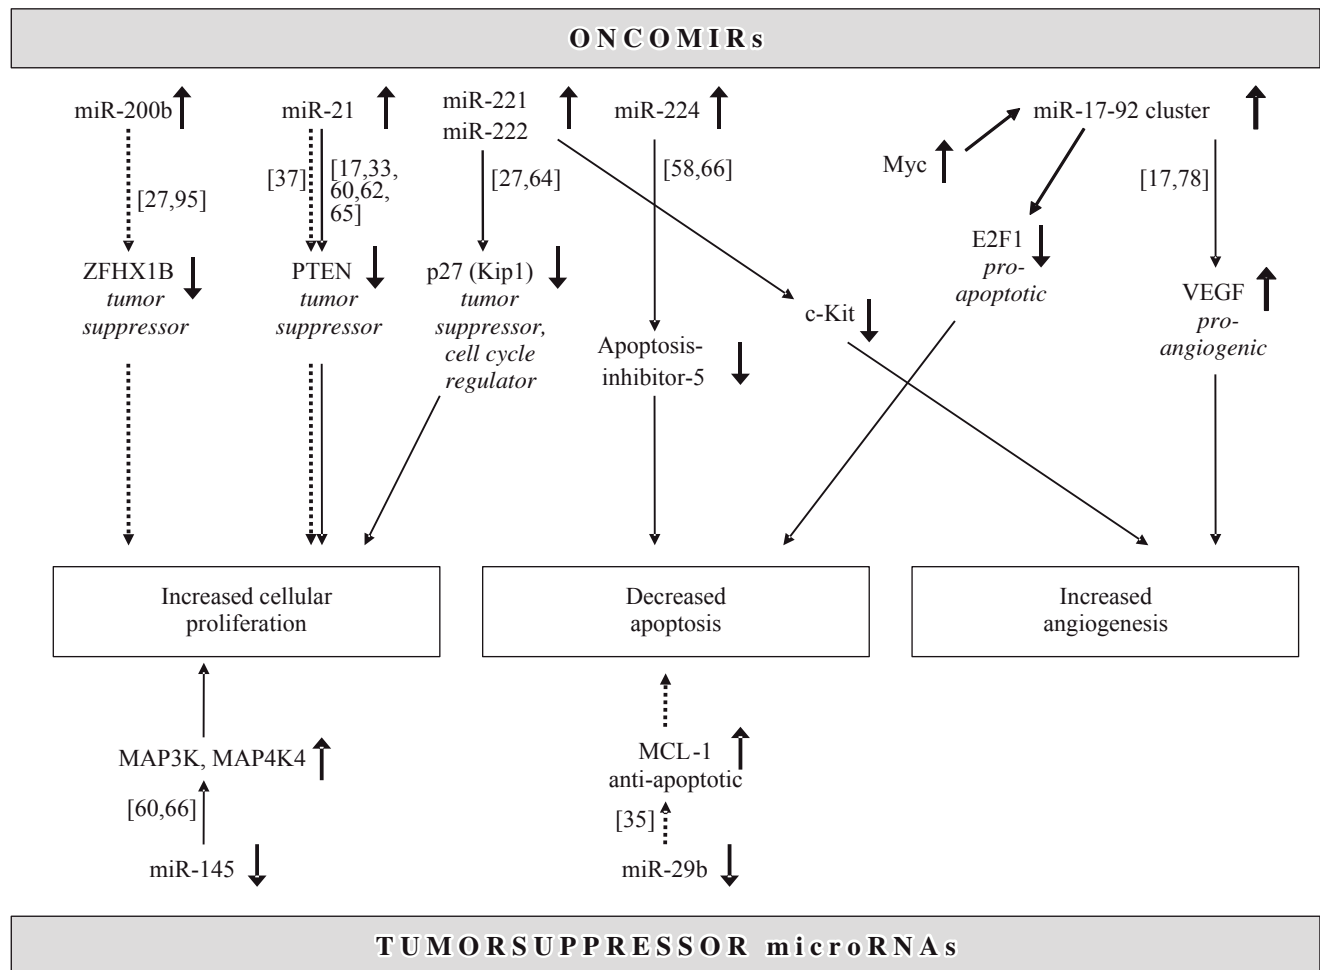 ONCOMIRs
miR-200b
miR-21
miR-221
miR-222
miR-224
miR-17-92 cluster
Myc
[27,95]
[37]
[17,33,
60,62,
65]
[27,64]
[58,66]
[17,78]
ZFHX1B
tumor
suppressor
PTEN
tumor
suppressor
p27 (Kip1)
tumor
suppressor,
cell cycle
regulator
Apoptosis-
inhibitor-5
c-Kit
E2F1
pro-
apoptotic
VEGF
pro-
angiogenic
Increased cellular
proliferation
Decreased
apoptosis
Increased
angiogenesis
MAP3K, MAP4K4
[60,66]
miR-145
MCL-1
anti-apoptotic
[35]
miR-29b
TUMORSUPPRESSOR microRNAs